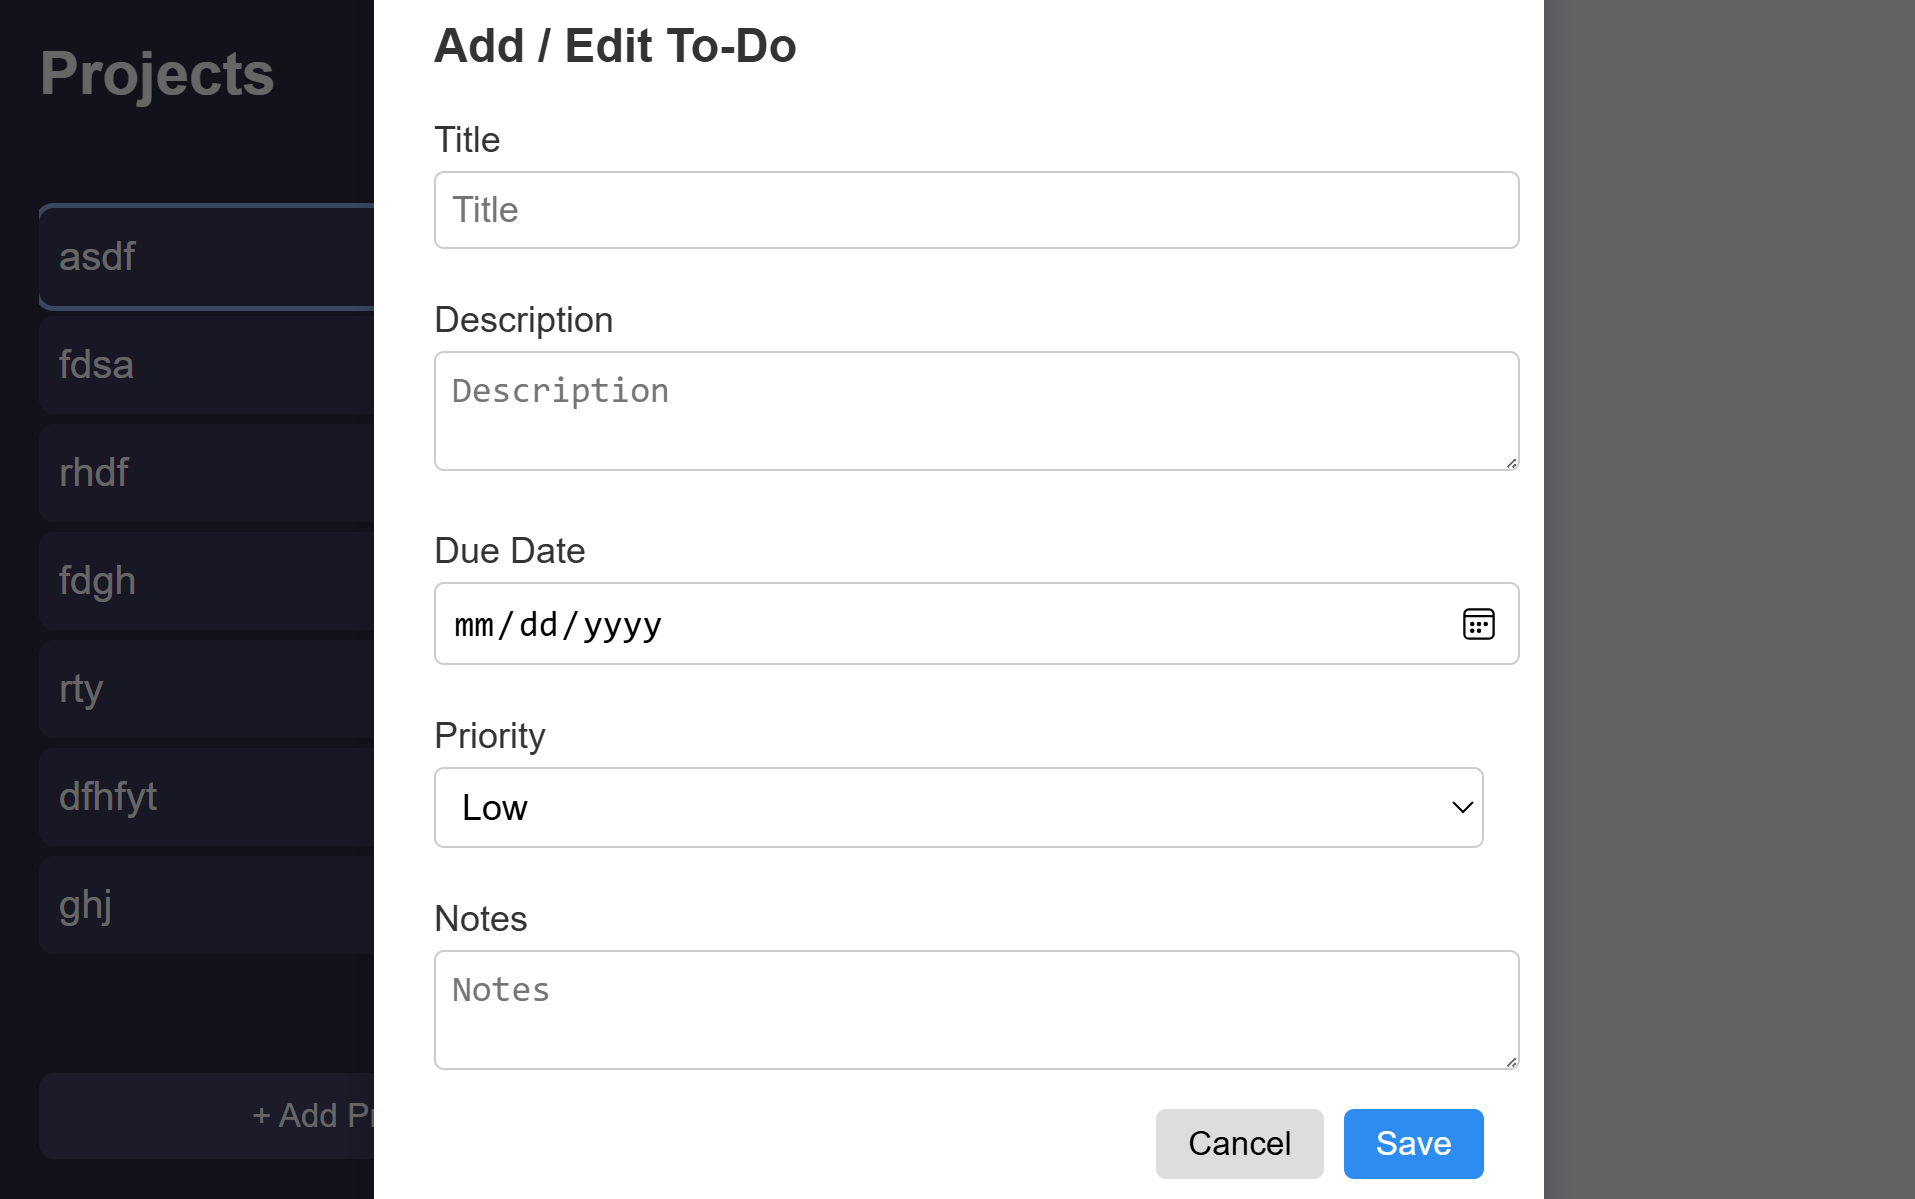 Projects
asdf
fdsa
rhdf
fdgh
rty
dfhfyt
ghj
+ Add
Add / Edit To-Do
Title
Title
Description
Description
Due Date
mm/dd/yyyy
Priority
Low
Notes
Notes
Cancel
Save